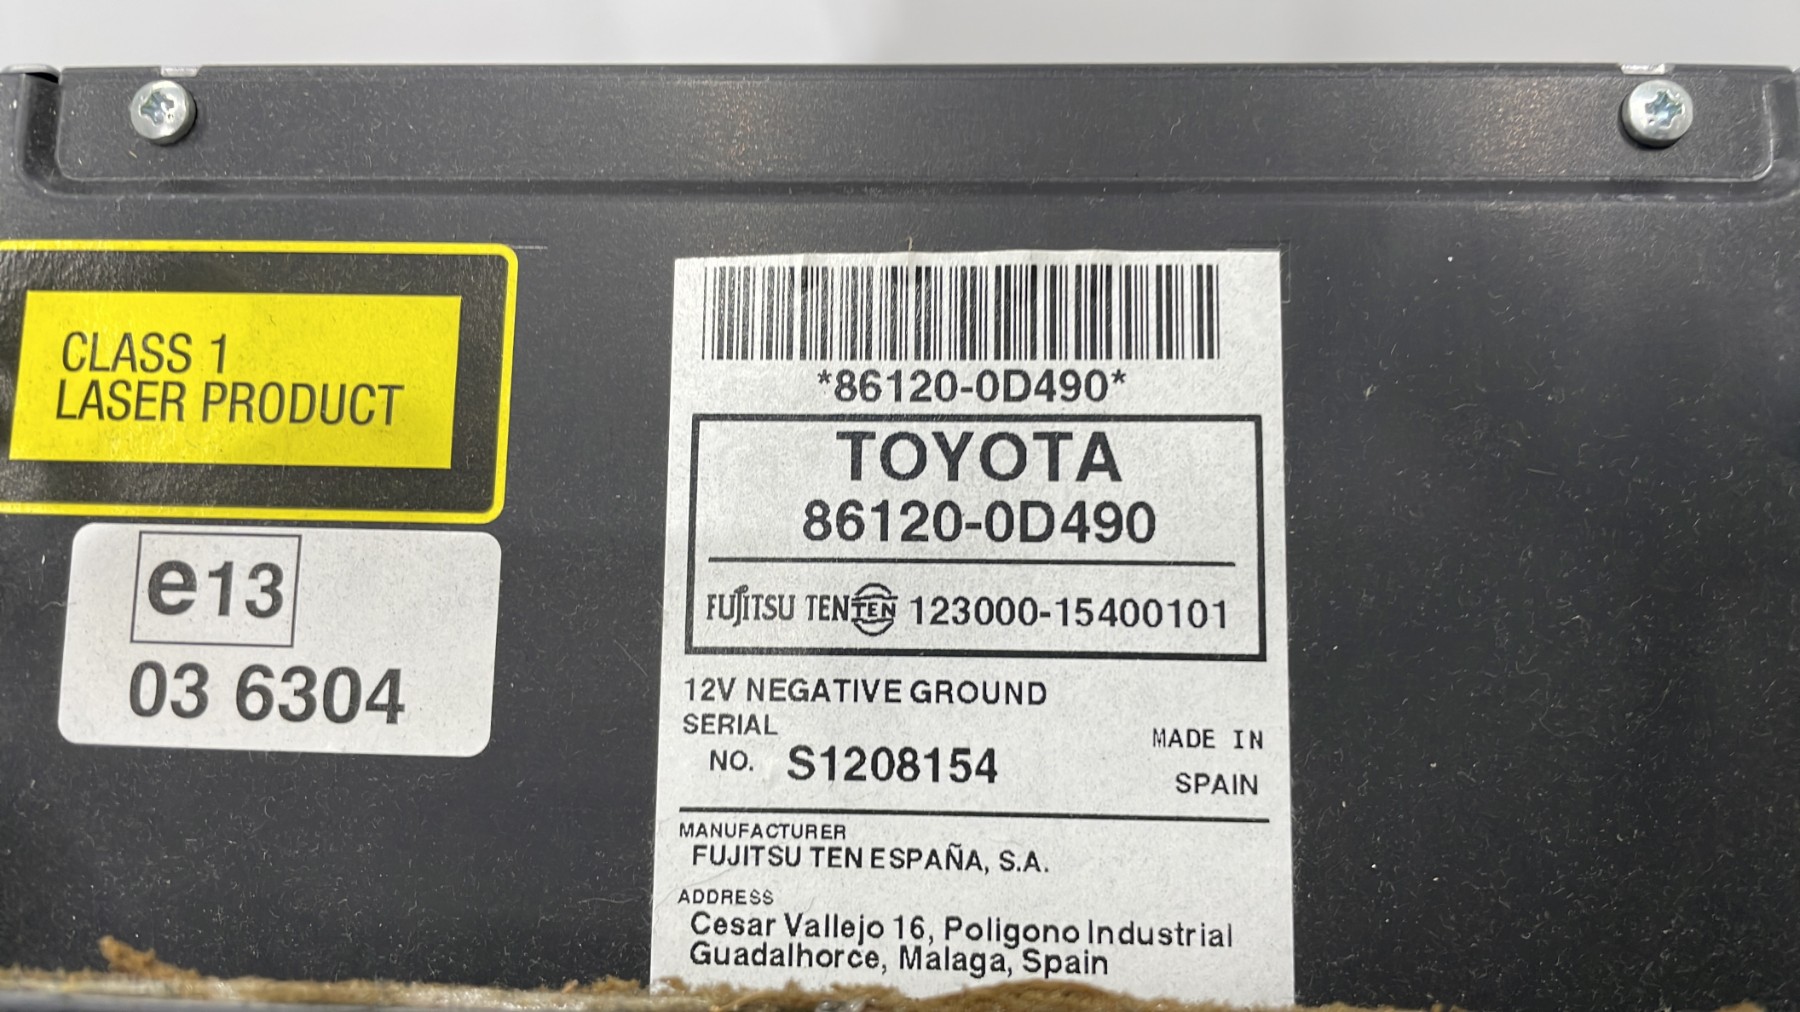 CLASS 1
LASER PRODUCT
e13
03 6304
*86120-0D490*
TOYOTA
86120-0D490
FUJITSU TEN TEN 123000-15400101
12V NEGATIVE GROUND
SERIAL
NO. S1208154
MADE IN
SPAIN
MANUFACTURER
FUJITSU TEN ESPAÑA, S.A.
ADDRESS
Cesar Vallejo 16, Poligono Industrial
Guadalhorce, Malaga, Spain